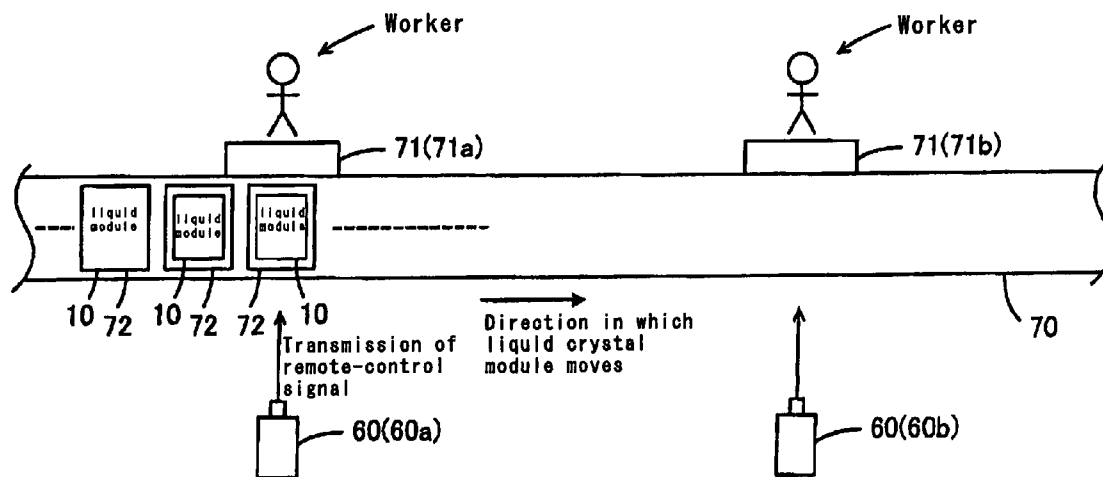 Worker
Worker
71(71a)
71(71b)
liquid
module
liquid
module
liquid
module
10
72
10
72
72
10
70
Transmission of
remote-control
signal
Direction in which
liquid crystal
module moves
60(60a)
60(60b)